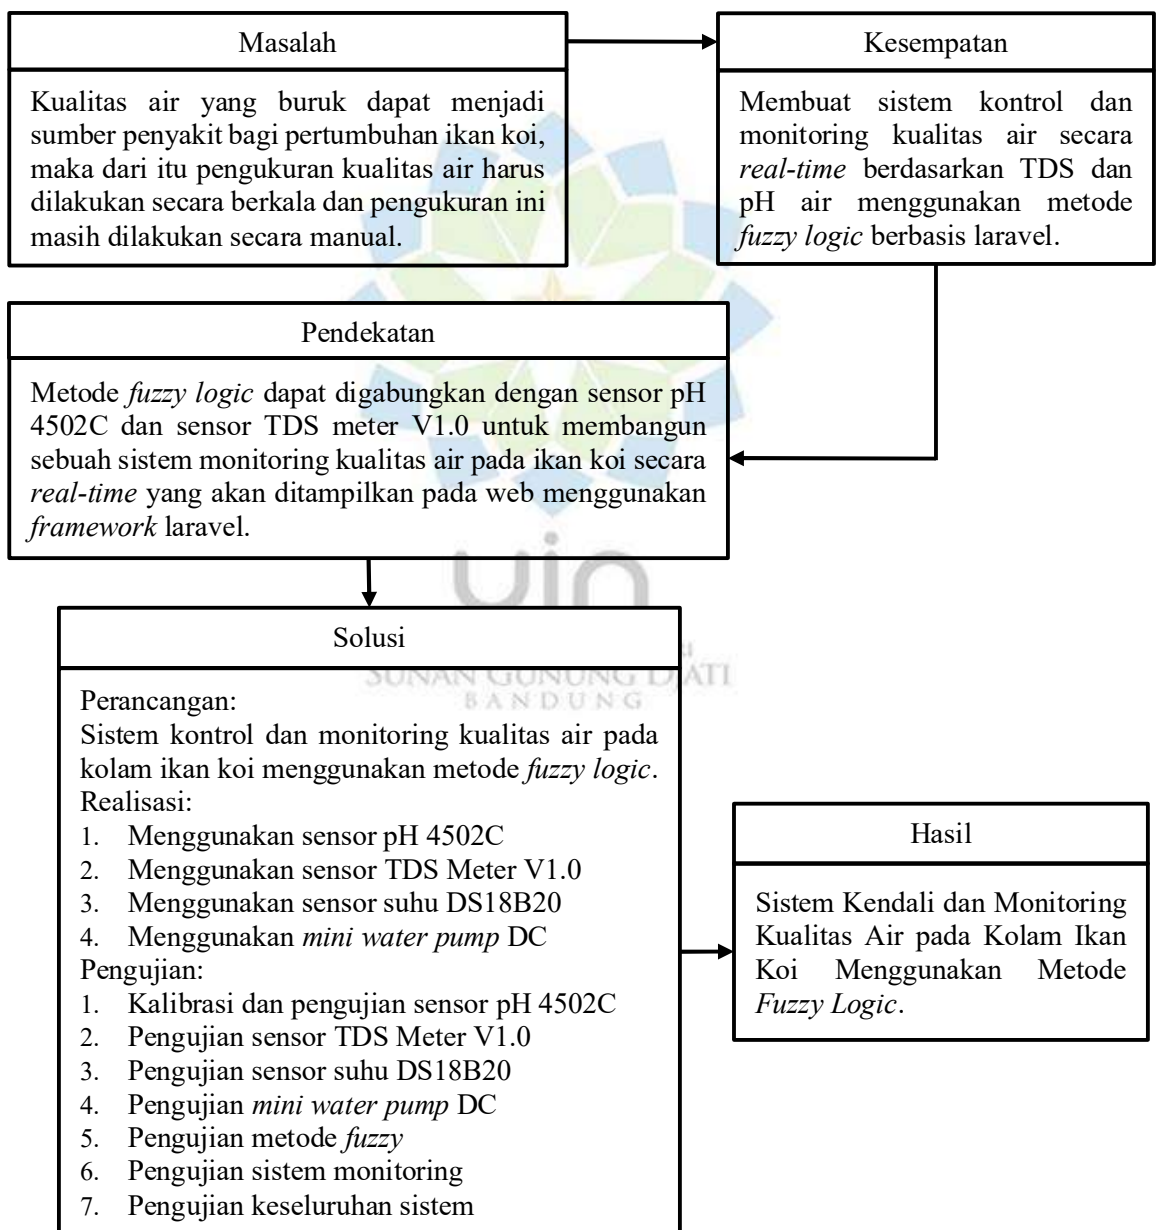 Masalah
Kualitas air yang buruk dapat menjadi
sumber penyakit bagi pertumbuhan ikan koi,
maka dari itu pengukuran kualitas air harus
dilakukan secara berkala dan pengukuran ini
masih dilakukan secara manual.
Kesempatan
Membuat sistem kontrol dan
monitoring kualitas air secara
real-time berdasarkan TDS dan
pH air menggunakan metode
fuzzy logic berbasis laravel.
Pendekatan
Metode fuzzy logic dapat digabungkan dengan sensor pH
4502C dan sensor TDS meter V1.0 untuk membangun
sebuah sistem monitoring kualitas air pada ikan koi secara
real-time yang akan ditampilkan pada web menggunakan
framework laravel.
uin
SUNAN GUNUNG DJATI
BANDUNG
Solusi
Perancangan:
Sistem kontrol dan monitoring kualitas air pada
kolam ikan koi menggunakan metode fuzzy logic.
Realisasi:
1. Menggunakan sensor pH 4502C
2. Menggunakan sensor TDS Meter V1.0
3. Menggunakan sensor suhu DS18B20
4. Menggunakan mini water pump DC
Pengujian:
1. Kalibrasi dan pengujian sensor pH 4502C
2. Pengujian sensor TDS Meter V1.0
3. Pengujian sensor suhu DS18B20
4. Pengujian mini water pump DC
5. Pengujian metode fuzzy
6. Pengujian sistem monitoring
7. Pengujian keseluruhan sistem
Hasil
Sistem Kendali dan Monitoring
Kualitas Air pada Kolam Ikan
Koi Menggunakan Metode
Fuzzy Logic.